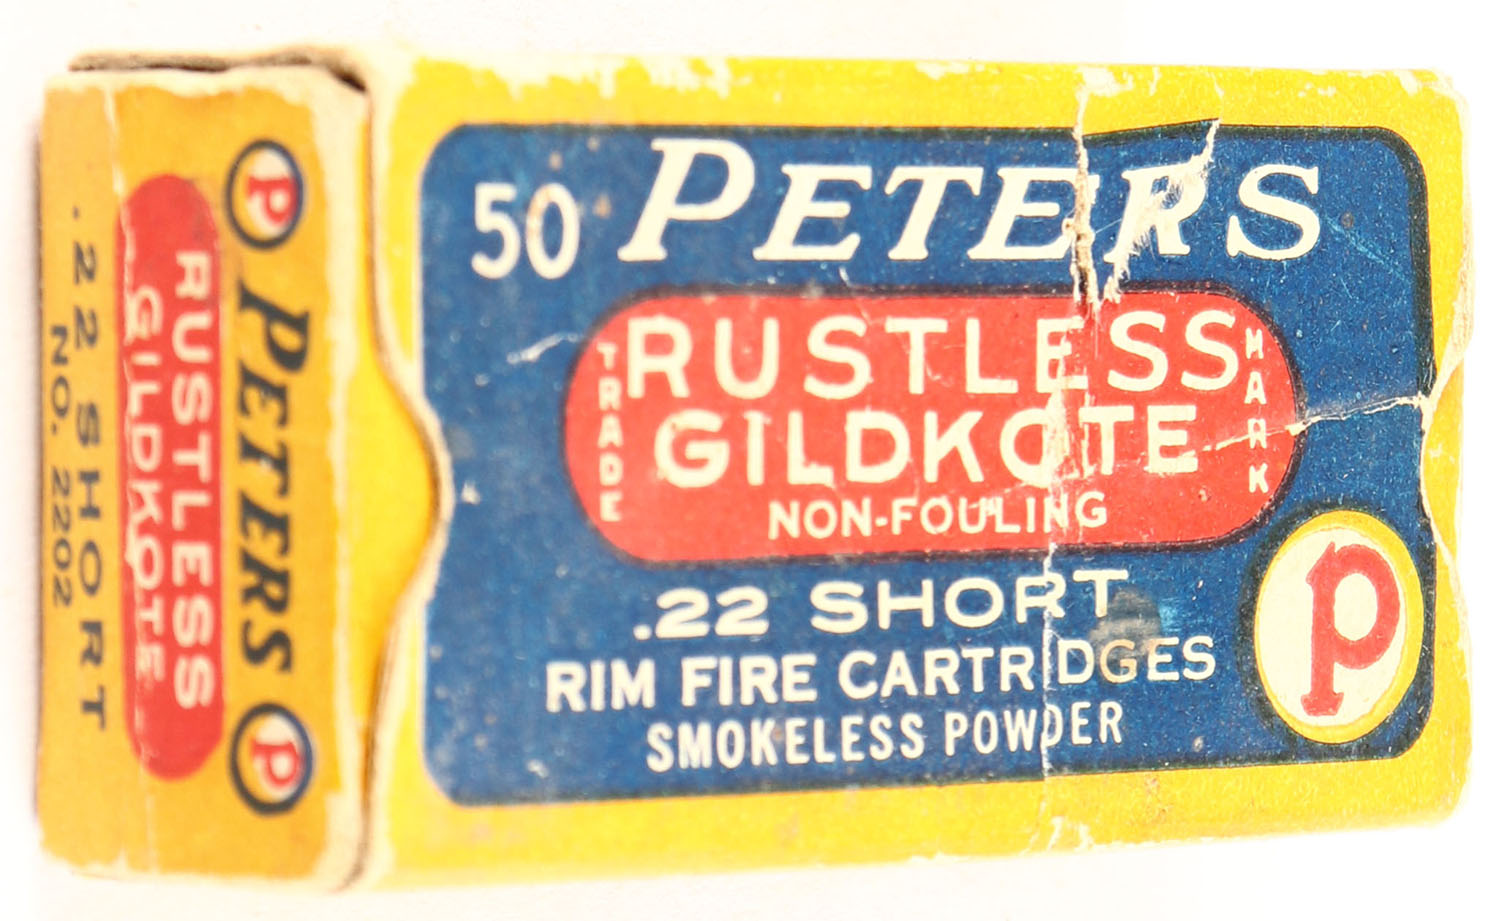 50 PETERS
TRADE
RUSTLESS
MARK
GILDKOTE
NON-FOULING
.22 SHORT
RIM FIRE CARTRIDGES
SMOKELESS POWDER
P
P PETERS P
RUSTLESS
GILDKOTE
.22 SHORT
NO. 2202